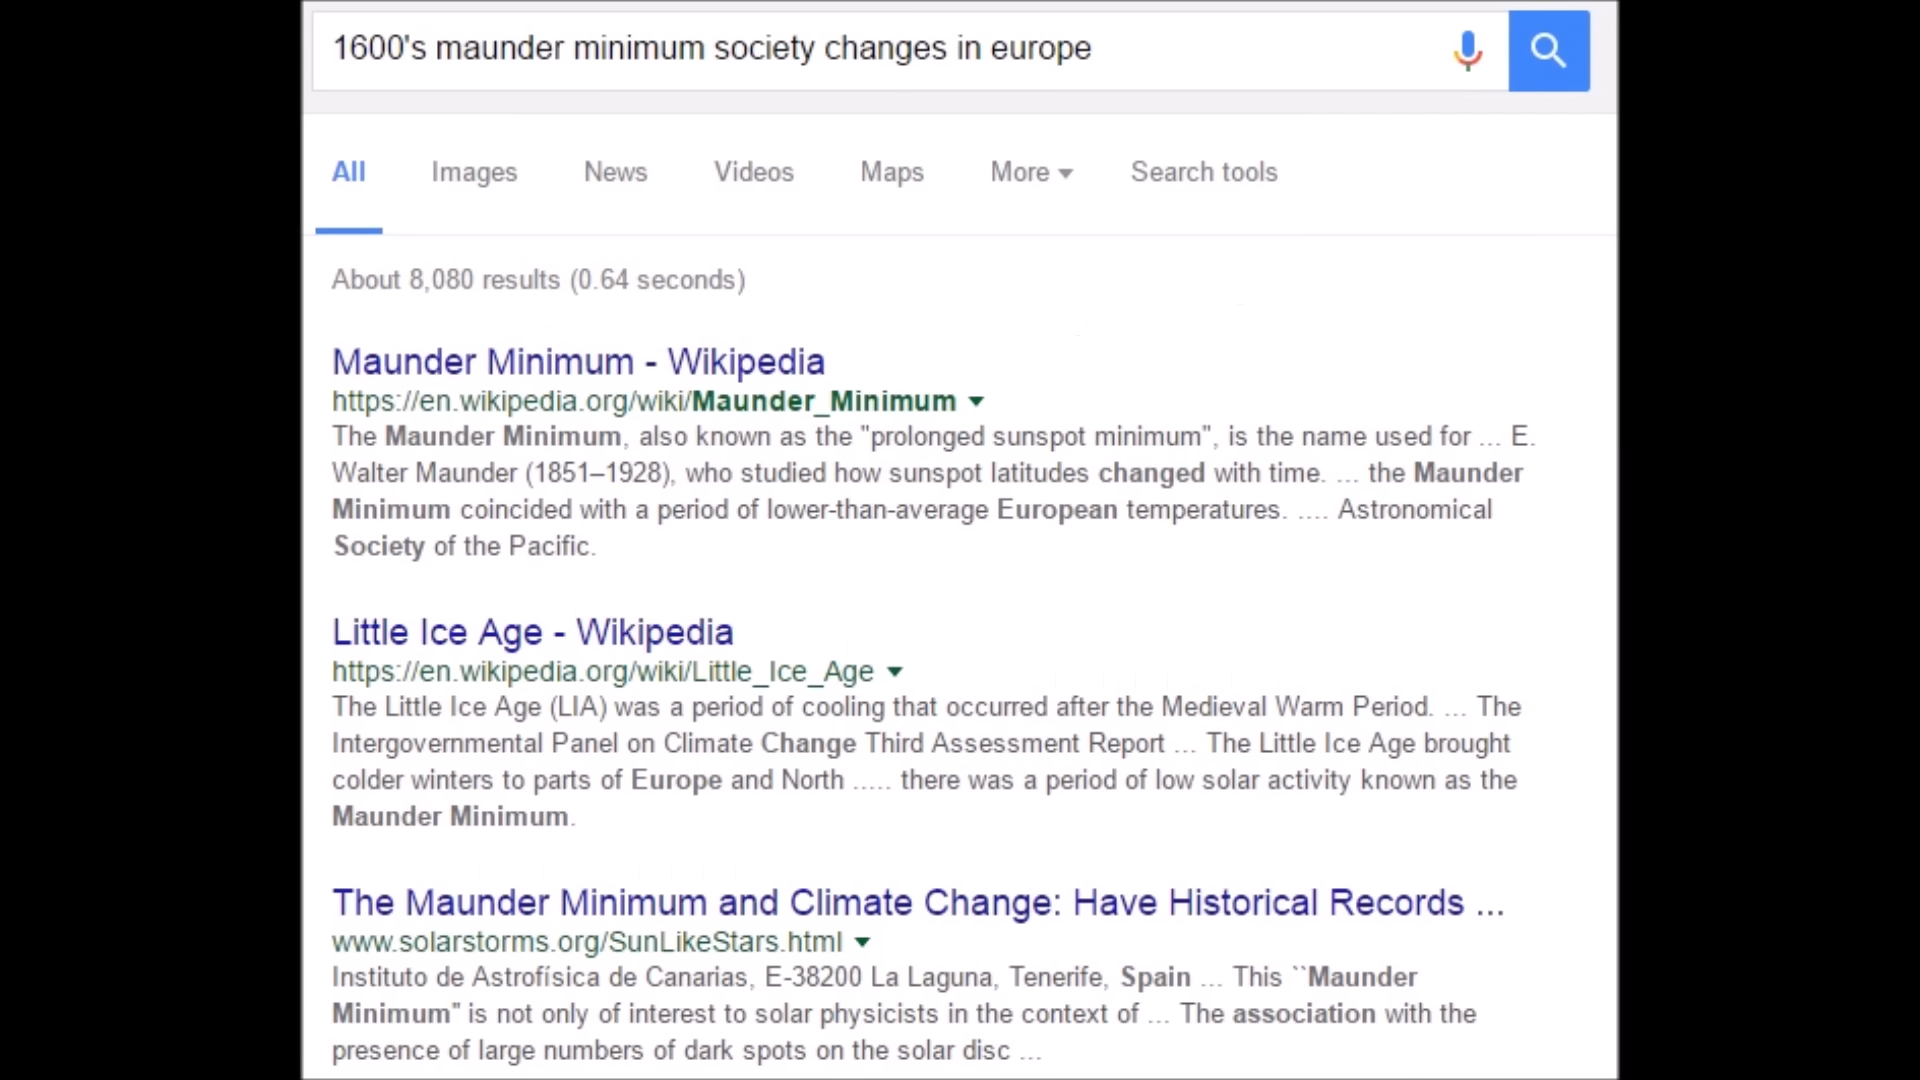 1600's maunder minimum society changes in europe
All Images News Videos Maps More Search tools
About 8,080 results (0.64 seconds)
Maunder Minimum - Wikipedia
https://en.wikipedia.org/wiki/Maunder_Minimum
The Maunder Minimum, also known as the "prolonged sunspot minimum", is the name used for ... E.
Walter Maunder (1851–1928), who studied how sunspot latitudes changed with time. ... the Maunder
Minimum coincided with a period of lower-than-average European temperatures. .... Astronomical
Society of the Pacific.
Little Ice Age - Wikipedia
https://en.wikipedia.org/wiki/Little_Ice_Age
The Little Ice Age (LIA) was a period of cooling that occurred after the Medieval Warm Period. ... The
Intergovernmental Panel on Climate Change Third Assessment Report ... The Little Ice Age brought
colder winters to parts of Europe and North ..... there was a period of low solar activity known as the
Maunder Minimum.
The Maunder Minimum and Climate Change: Have Historical Records ...
www.solarstorms.org/SunLikeStars.html
Instituto de Astrofísica de Canarias, E-38200 La Laguna, Tenerife, Spain ... This ``Maunder
Minimum'' is not only of interest to solar physicists in the context of ... The association with the
presence of large numbers of dark spots on the solar disc ...